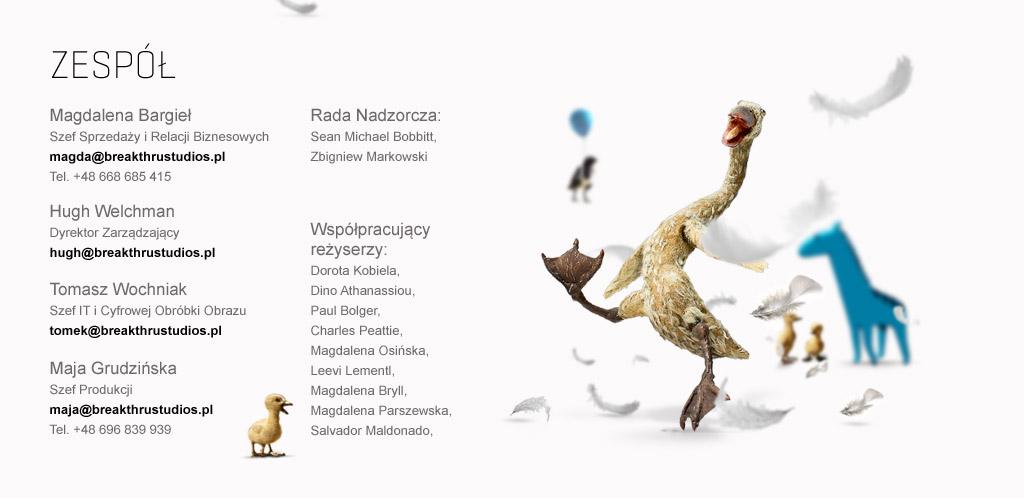 ZESPÓŁ
Magdalena Bargieł
Szef Sprzedaży i Relacji Biznesowych
magda@breakthrustudios.pl
Tel. +48 668 685 415
Hugh Welchman
Dyrektor Zarządzający
hugh@breakthrustudios.pl
Tomasz Wochniak
Szef IT i Cyfrowej Obróbki Obrazu
tomek@breakthrustudios.pl
Maja Grudzińska
Szef Produkcji
maja@breakthrustudios.pl
Tel. +48 696 839 939
Rada Nadzorcza:
Sean Michael Bobbitt,
Zbigniew Markowski
Współpracujący
reżyserzy:
Dorota Kobiela,
Dino Athanassiou,
Paul Bolger,
Charles Peattie,
Magdalena Osińska,
Leevi Lementl,
Magdalena Bryll,
Magdalena Parszewska,
Salvador Maldonado,